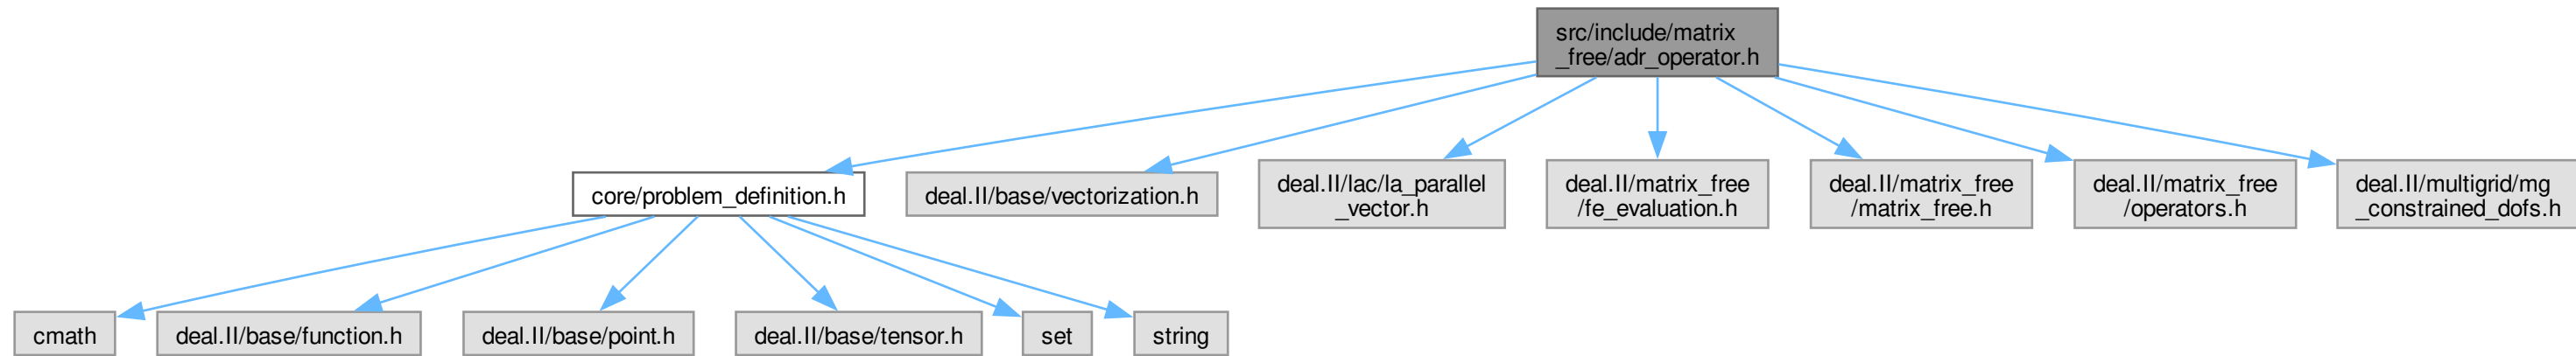 src/include/matrix
_free/adr_operator.h
core/problem_definition.h
deal.II/base/vectorization.h
deal.II/lac/la_parallel
_vector.h
deal.II/matrix_free
/fe_evaluation.h
deal.II/matrix_free
/matrix_free.h
deal.II/matrix_free
/operators.h
deal.II/multigrid/mg
_constrained_dofs.h
cmath
deal.II/base/function.h
deal.II/base/point.h
deal.II/base/tensor.h
set
string